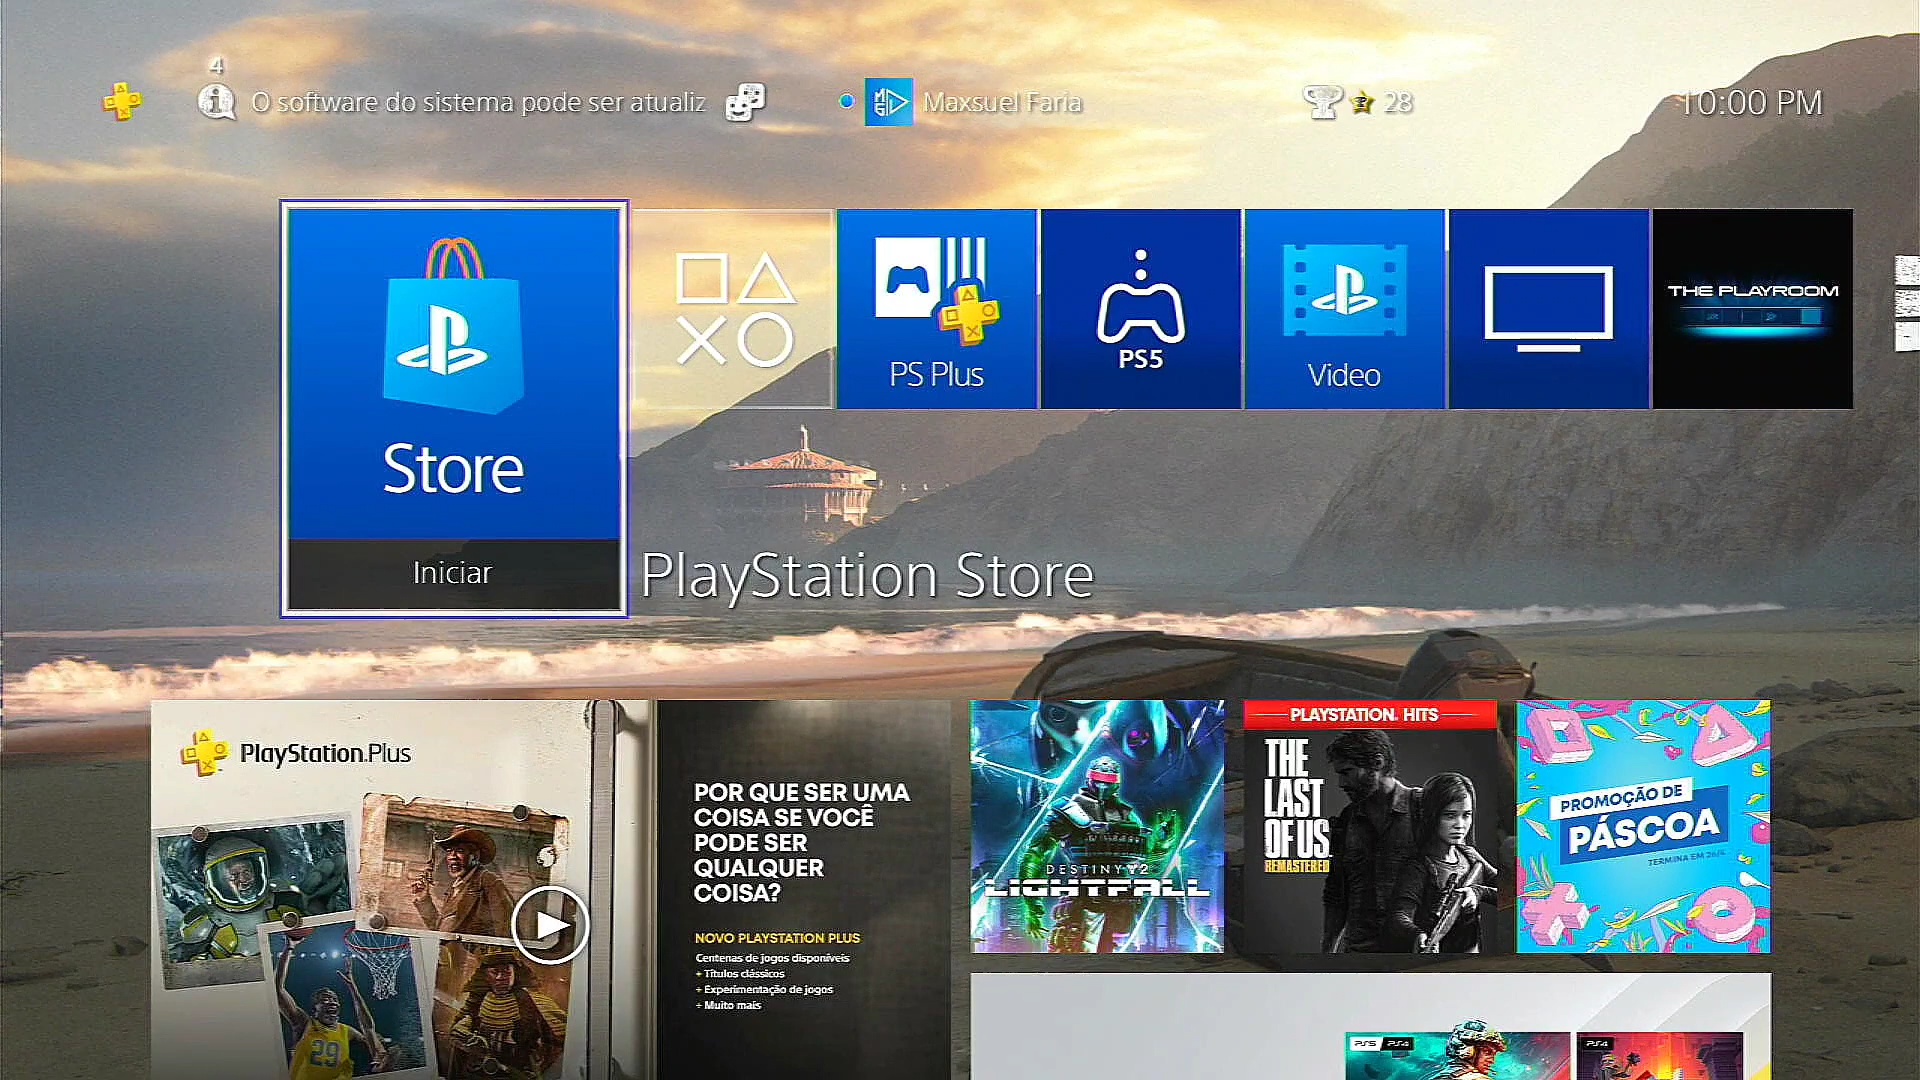 4
O software do sistema pode ser atualiz
Maxsuel Faria
28
10:00 PM
Store
Iniciar
PS Plus
PS5
Video
THE PLAYROOM
PlayStation Store
PlayStation Plus
POR QUE SER UMA
COISA SE VOCÊ
PODE SER
QUALQUER
COISA?
NOVO PLAYSTATION PLUS
Centenas de jogos disponíveis
+ Títulos clássicos
+ Experimentação de jogos
+ Muito mais
29
DESTINY 2
LIGHTFALL
PLAYSTATION HITS
THE
LAST
OF US
REMASTERED
PROMOÇÃO DE
PÁSCOA
PS5 PS4
PS4